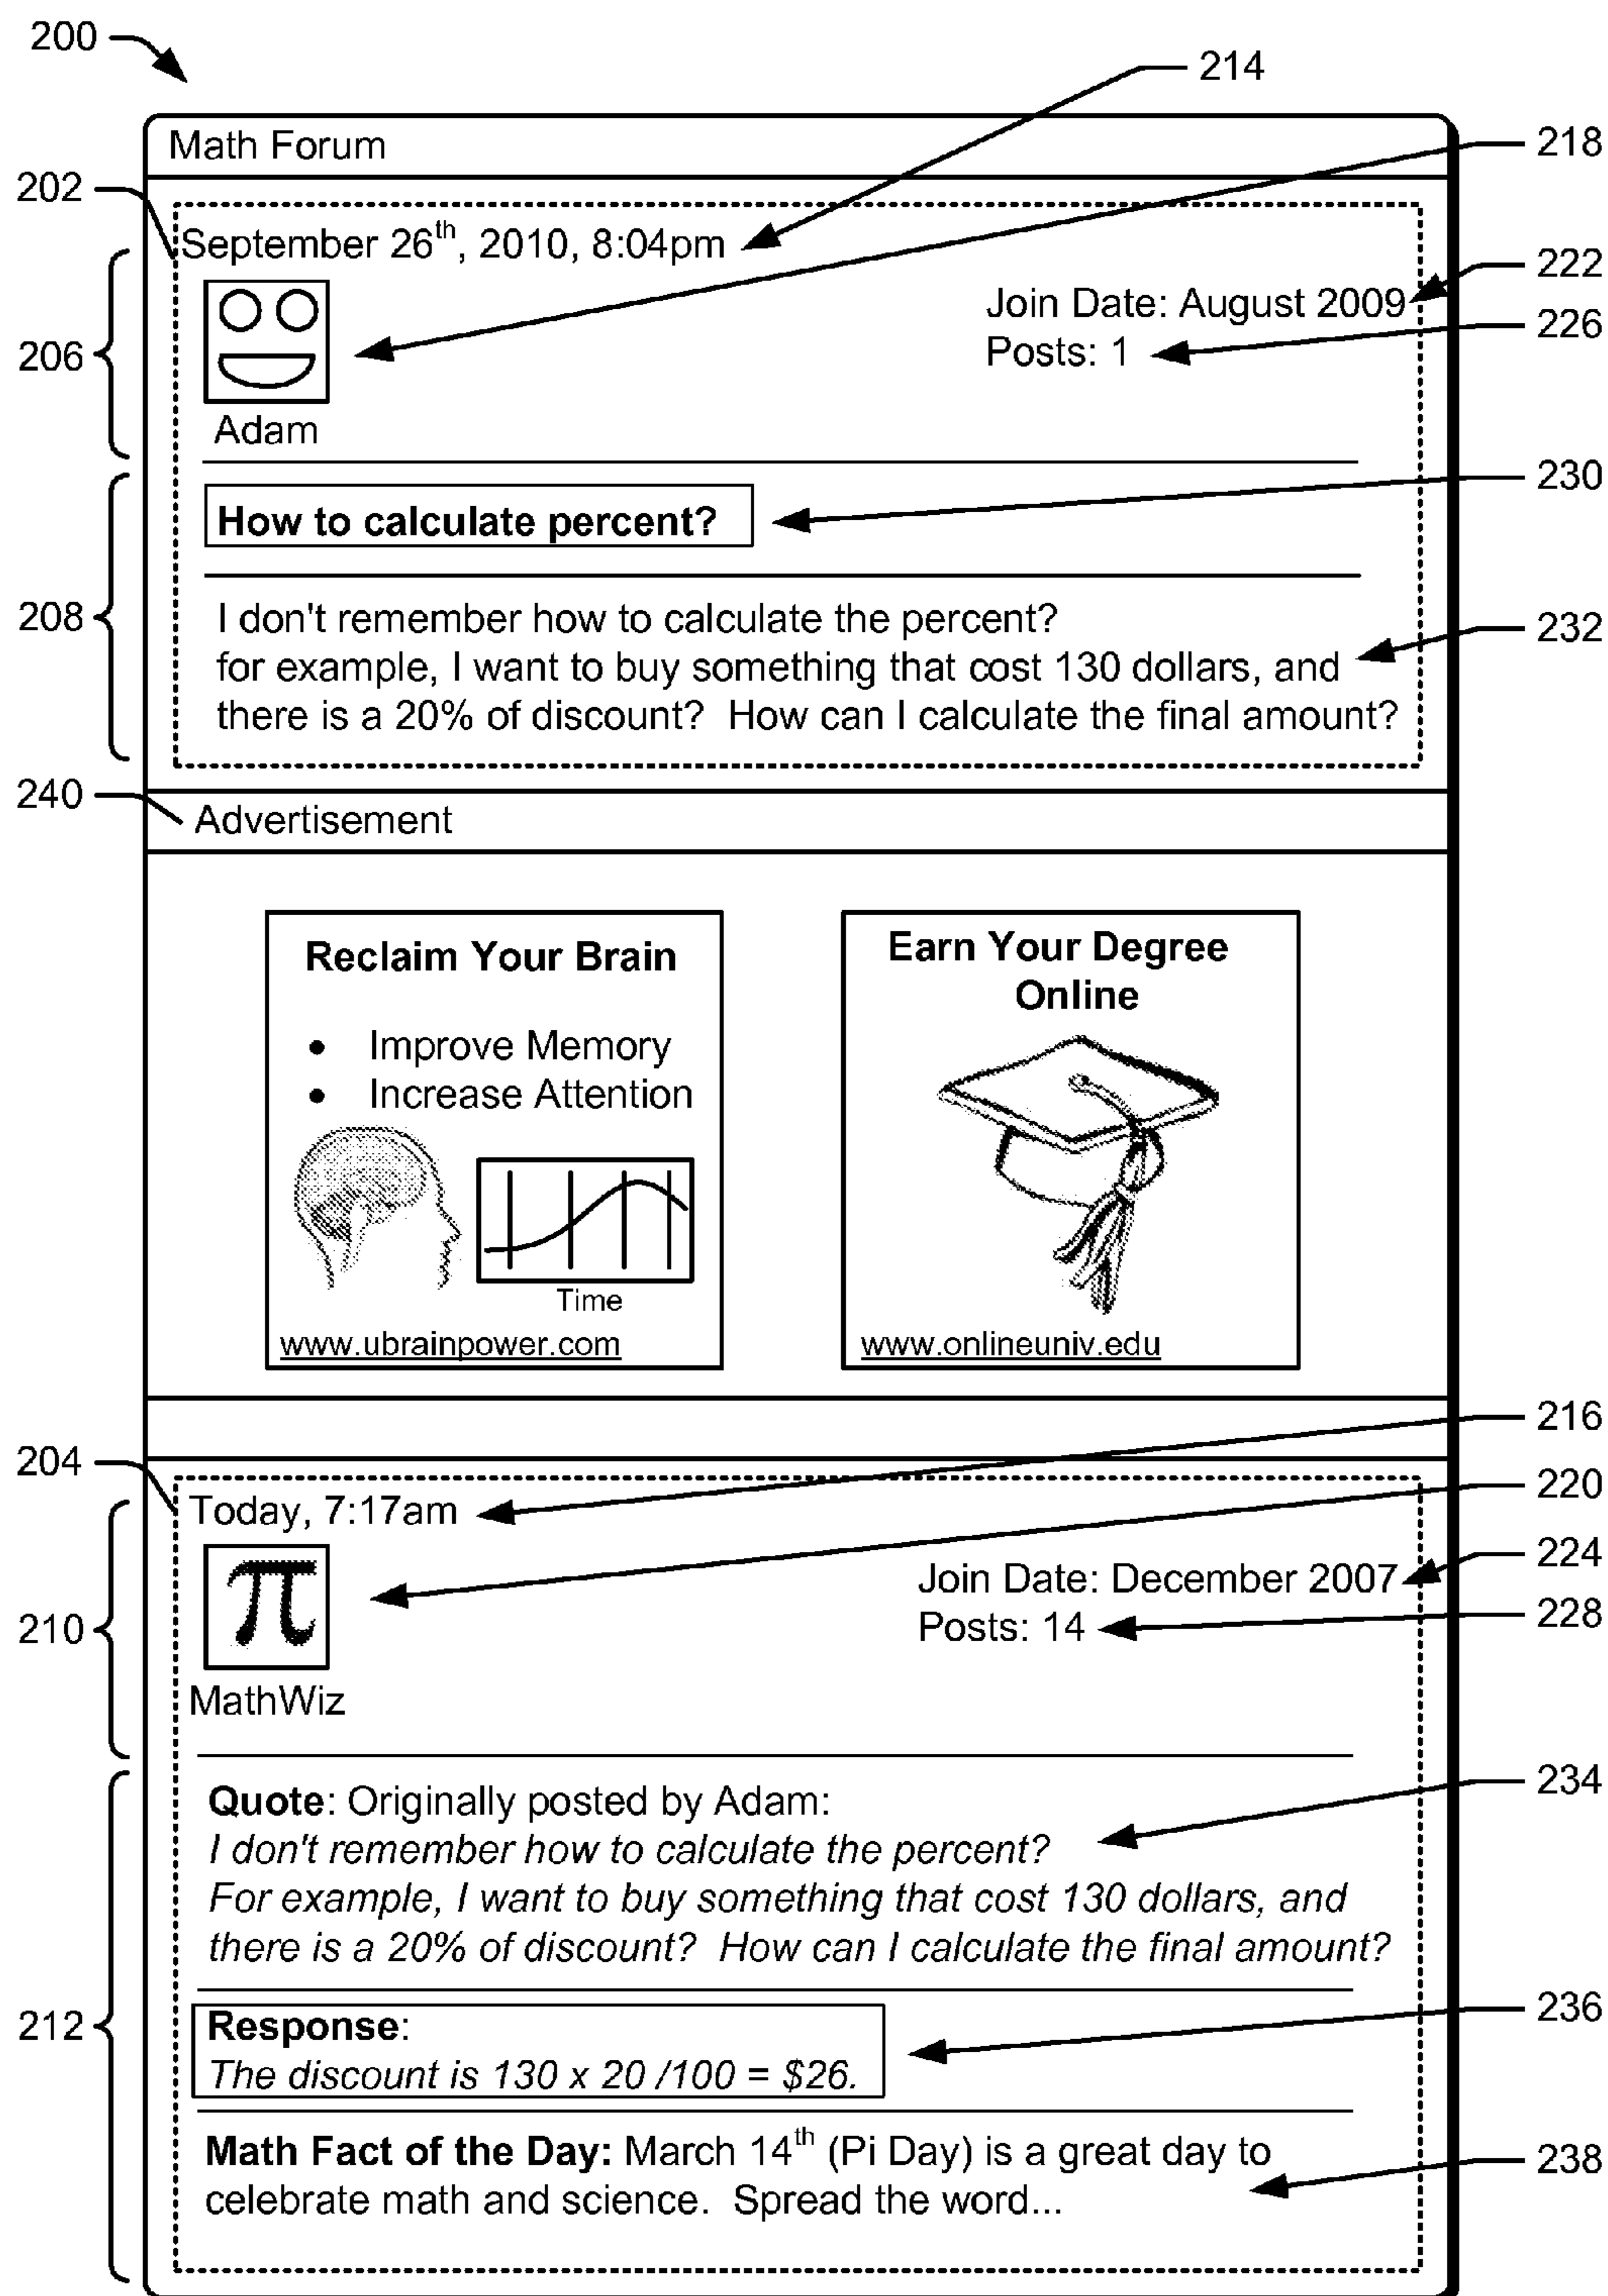 200
214
Math Forum
218
202
September 26th, 2010, 8:04pm
222
Join Date: August 2009
226
206
Posts: 1
Adam
230
How to calculate percent?
208
I don't remember how to calculate the percent?
232
for example, I want to buy something that cost 130 dollars, and
there is a 20% of discount?  How can I calculate the final amount?
240
Advertisement
Reclaim Your Brain
• Improve Memory
• Increase Attention
Time
www.ubrainpower.com
Earn Your Degree
Online
www.onlineuniv.edu
216
204
220
Today, 7:17am
224
π
Join Date: December 2007
228
210
Posts: 14
MathWiz
234
Quote: Originally posted by Adam:
I don't remember how to calculate the percent?
For example, I want to buy something that cost 130 dollars, and
there is a 20% of discount?  How can I calculate the final amount?
236
212
Response:
The discount is 130 x 20 /100 = $26.
Math Fact of the Day: March 14th (Pi Day) is a great day to
238
celebrate math and science.  Spread the word...